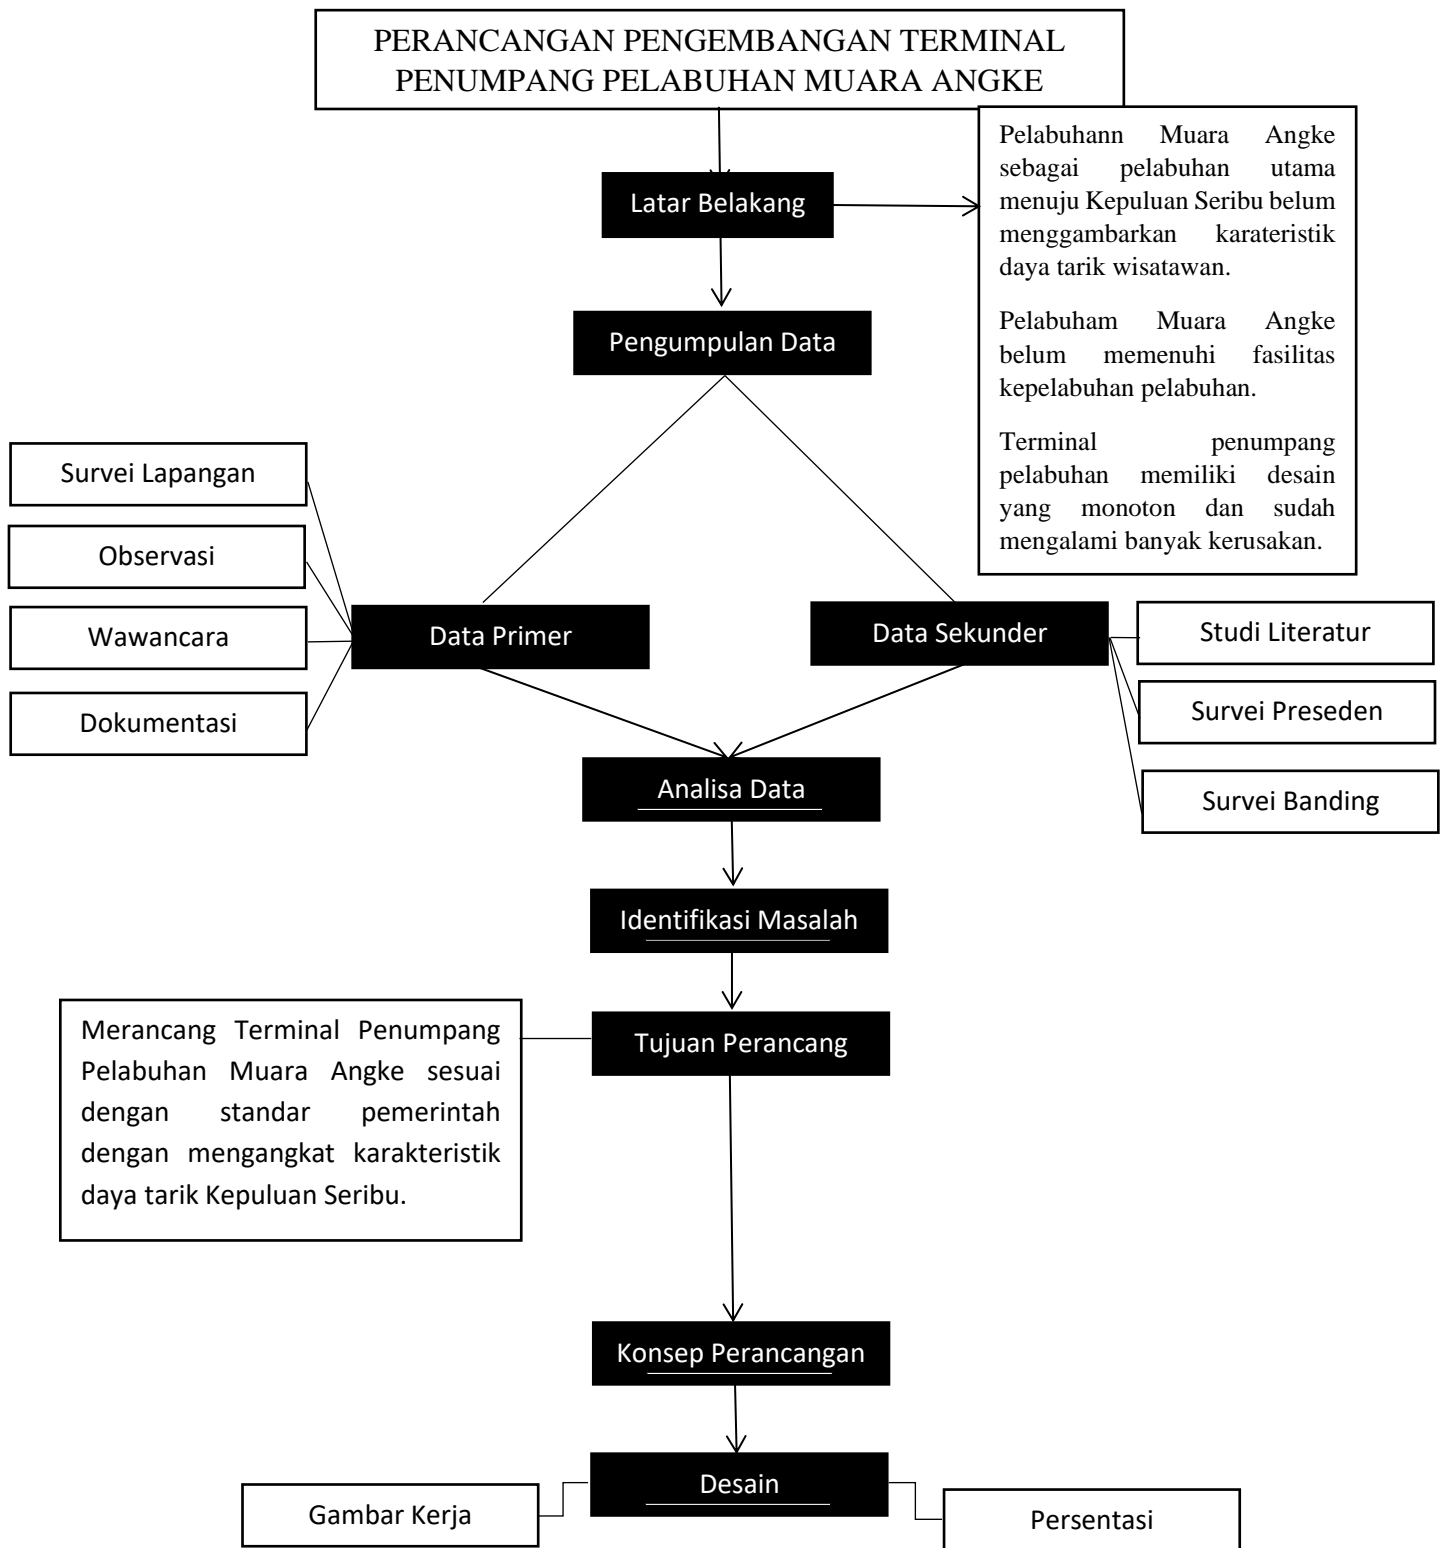 PERANCANGAN PENGEMBANGAN TERMINAL
PENUMPANG PELABUHAN MUARA ANGKE
Latar Belakang
Pelabuhann Muara Angke
sebagai pelabuhan utama
menuju Kepuluan Seribu belum
menggambarkan karateristik
daya tarik wisatawan.
Pelabuham Muara Angke
belum memenuhi fasilitas
kepelabuhan pelabuhan.
Terminal penumpang
pelabuhan memiliki desain
yang monoton dan sudah
mengalami banyak kerusakan.
Pengumpulan Data
Survei Lapangan
Observasi
Wawancara
Dokumentasi
Data Primer
Data Sekunder
Studi Literatur
Survei Preseden
Survei Banding
Analisa Data
Identifikasi Masalah
Tujuan Perancang
Merancang Terminal Penumpang
Pelabuhan Muara Angke sesuai
dengan standar pemerintah
dengan mengangkat karakteristik
daya tarik Kepuluan Seribu.
Konsep Perancangan
Desain
Gambar Kerja
Persentasi